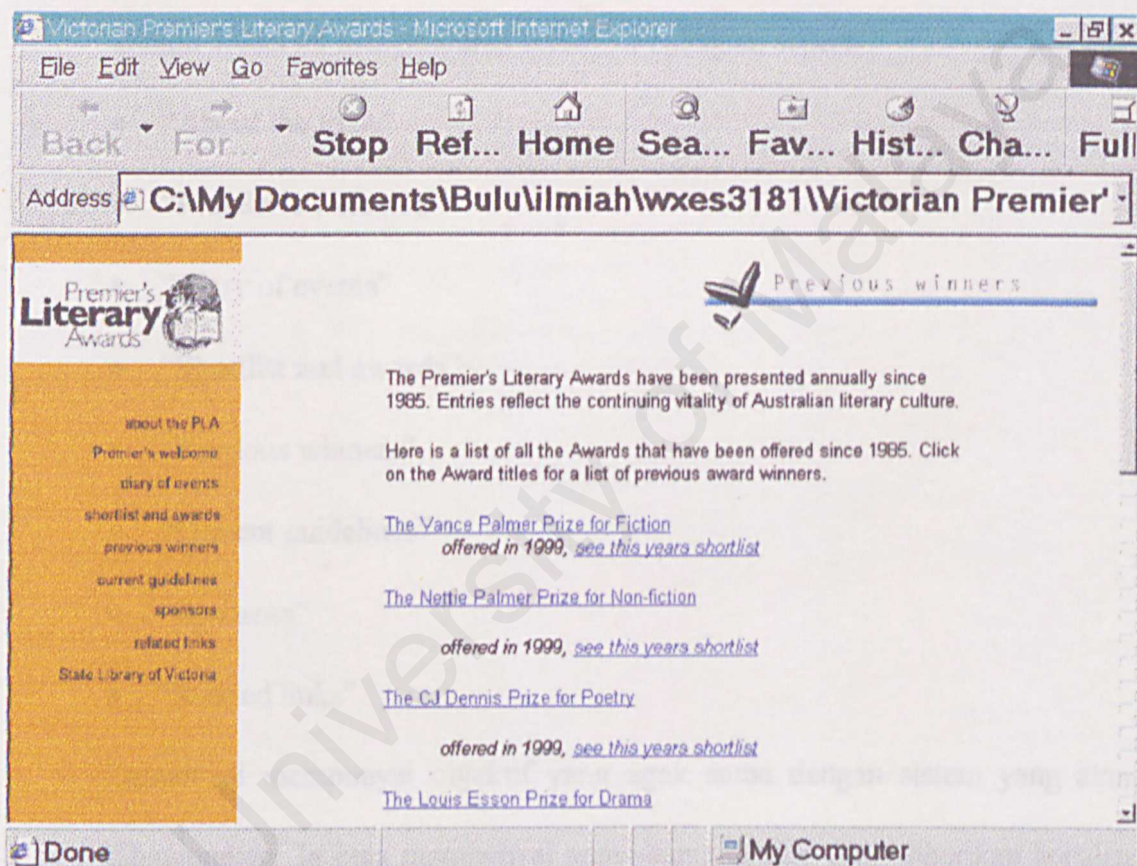 Victorian Premier's Literary Awards - Microsoft Internet Explorer
File Edit View Go Favorites Help
Back For... Stop Ref... Home Sea... Fav... Hist... Cha... Full
Address C:\My Documents\Bulu\ilmiah\wxes3181\Victorian Premier'
Premier's
Literary
Awards
about the PLA
Premier's welcome
diary of events
shortlist and awards
previous winners
current guidelines
sponsors
related links
State Library of Victoria
Previous winners
The Premier's Literary Awards have been presented annually since
1985. Entries reflect the continuing vitality of Australian literary culture.
Here is a list of all the Awards that have been offered since 1985. Click
on the Award titles for a list of previous award winners.
The Vance Palmer Prize for Fiction
offered in 1999, see this years shortlist
The Nettie Palmer Prize for Non-fiction
offered in 1999, see this years shortlist
The CJ Dennis Prize for Poetry
offered in 1999, see this years shortlist
The Louis Esson Prize for Drama
Done My Computer
University of Malaya